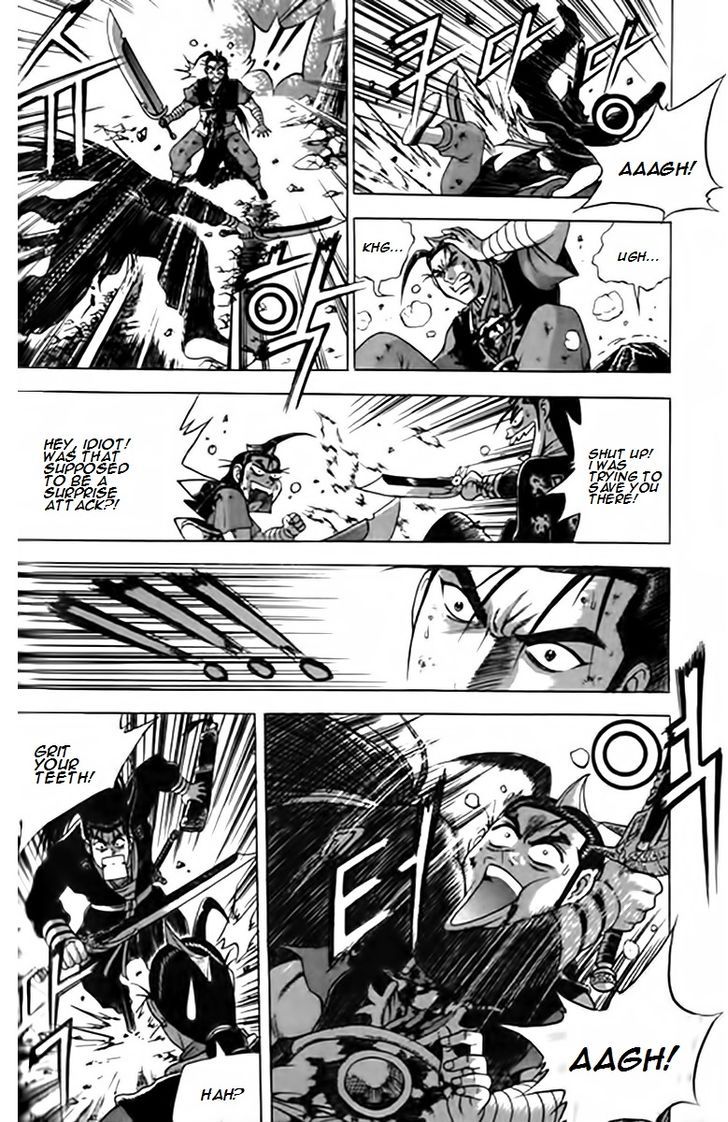 AAAGH!
KHG...
UGH...
HEY, IDIOT!
WAS THAT
SUPPOSED
TO BE A
SURPRISE
ATTACK?!
SHUT UP!
I WAS
TRYING TO
SAVE YOU
THERE!
GRIT
YOUR
TEETH!
HAH?
AAGH!